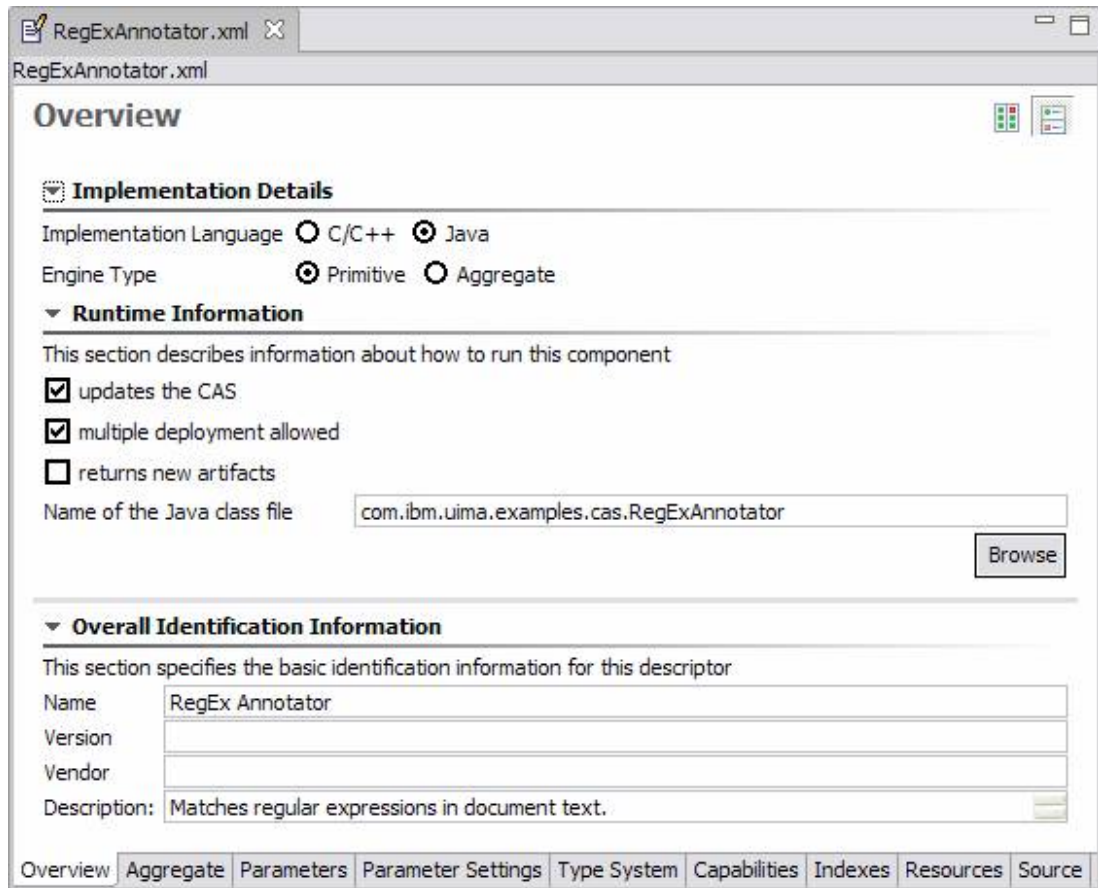 RegExAnnotator.xml
RegExAnnotator.xml
Overview
Implementation Details
Implementation Language C/C++ Java
Engine Type Primitive Aggregate
Runtime Information
This section describes information about how to run this component
updates the CAS
multiple deployment allowed
returns new artifacts
Name of the Java class file com.ibm.uima.examples.cas.RegExAnnotator
Browse
Overall Identification Information
This section specifies the basic identification information for this descriptor
Name RegEx Annotator
Version
Vendor
Description: Matches regular expressions in document text.
Overview Aggregate Parameters Parameter Settings Type System Capabilities Indexes Resources Source